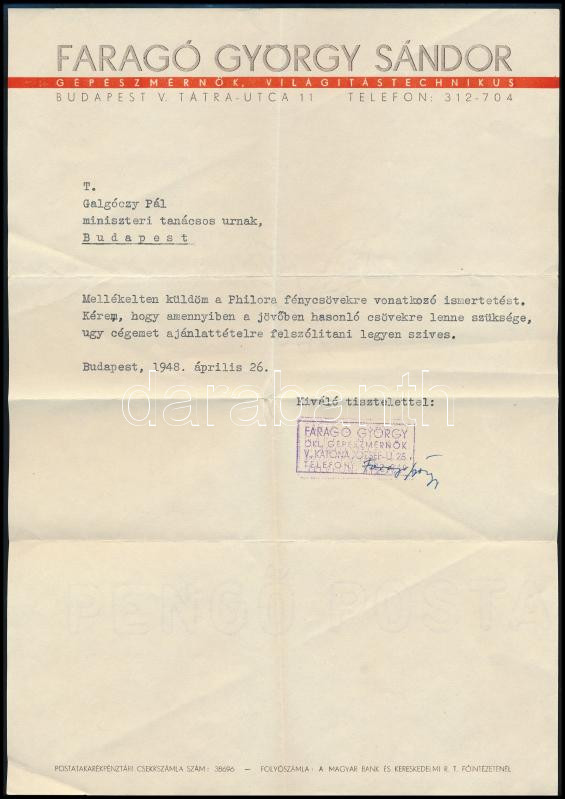 FARAGÓ GYÖRGY SÁNDOR
GÉPÉSZMÉRNÖK, VILÁGITÁSTECHNIKUS
BUDAPEST V. TÁTRA-UTCA 11 TELEFON: 312-704
T.
Galgóczy Pál
miniszteri tanácsos urnak,
Budapest
Mellékelten küldöm a Philora fénycsövekre vonatkozó ismertetést.
Kérem, hogy amennyiben a jövőben hasonló csövekre lenne szüksége,
ugy cégemet ajánlattételre felszólitani legyen szives.
Budapest, 1948. április 26.
Kiváló tisztelettel:
darabanth
FARAGÓ GYÖRGY
OKL. GÉPÉSZMÉRNÖK
V., KATONA JÓZSEF-U. 25.
TELEFON:
PENGŐ POSTA
POSTATAKARÉKPÉNZTÁRI CSEKKSZÁMLA SZÁM: 38696 — FOLYÓSZÁMLA: A MAGYAR BANK ÉS KERESKEDELMI R. T. FŐINTÉZETÉNÉL